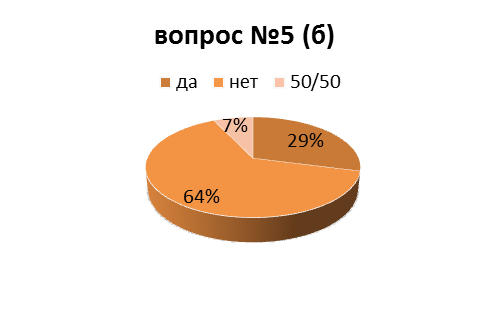 вопрос №5 (б)
да нет 50/50
7%
29%
64%